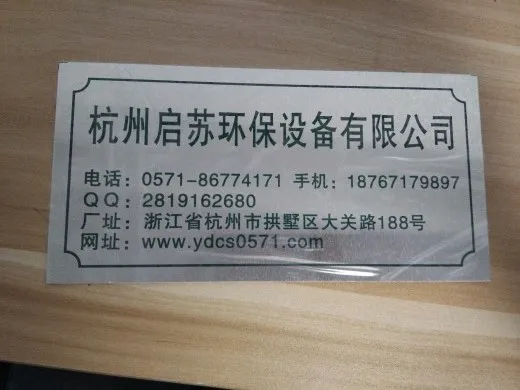 杭州启苏环保设备有限公司
电话：0571-86774171 手机：18767179897
QQ：2819162680
厂址：浙江省杭州市拱墅区大关路188号
网址：www.ydcs0571.com